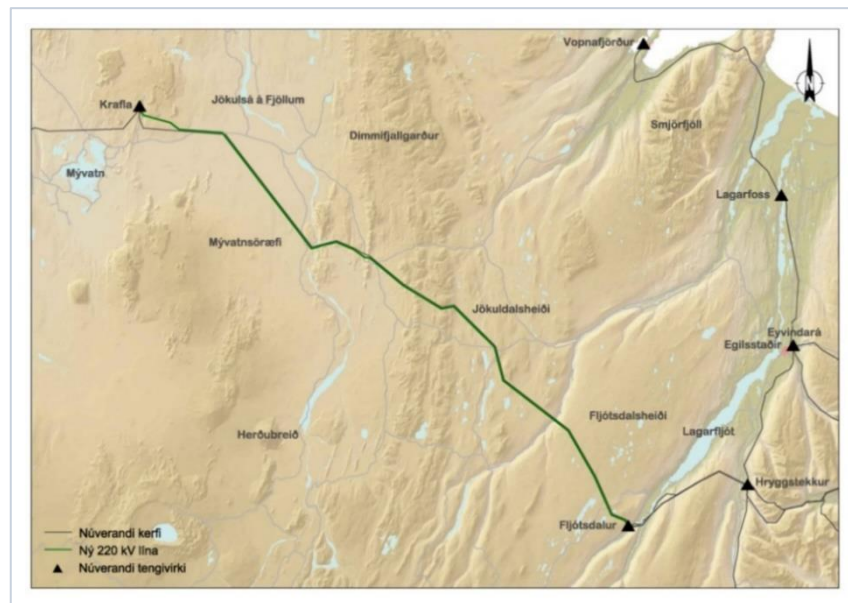 Vopnafjörður
N
Krafla
Jökulsá á Fjöllum
Smjörfjöll
Dimmifjallgarður
Mývatn
Lagarfoss
Mývatnsöræfi
Jökuldalsheiði
Eyvindará
Egilsstaðir
Fljótsdalsheiði
Herðubreið
Lagarfljót
Hryggstekkur
Fljótsdalur
Núverandi kerfi
Ný 220 kV lína
Núverandi tengivirki